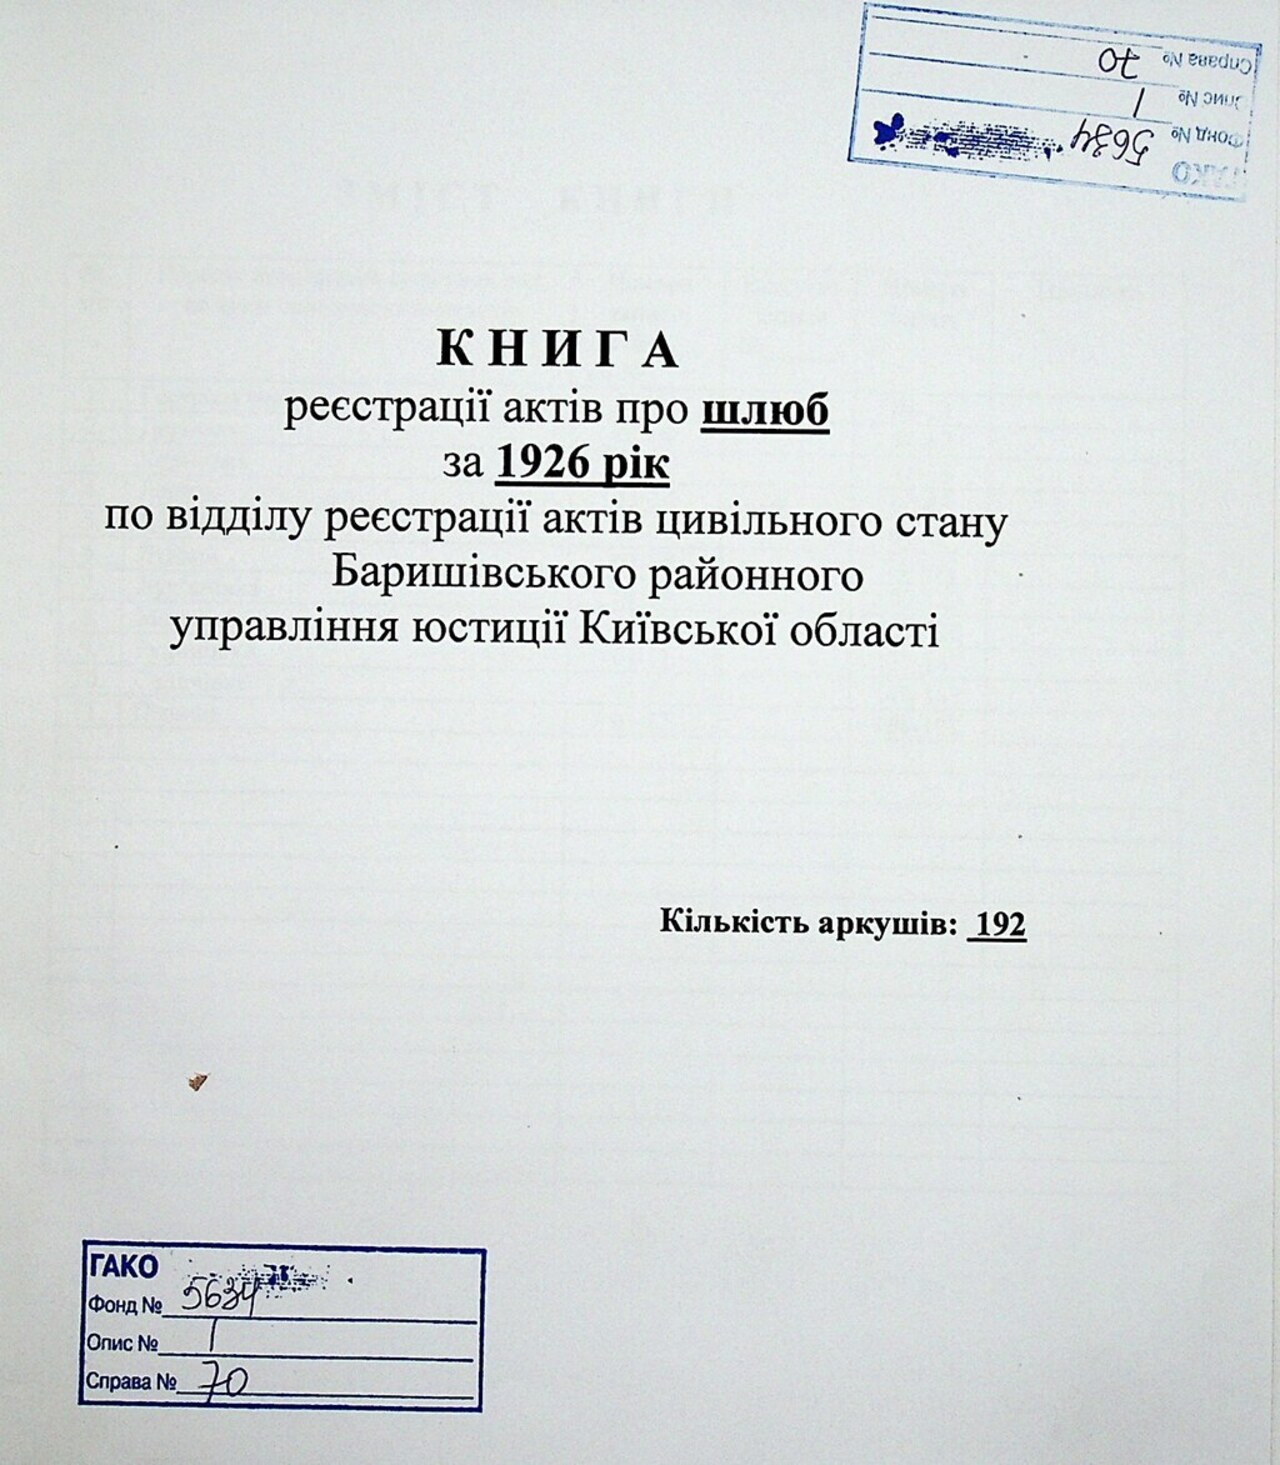 ГАКО
Фонд № 5634
Опис № 1
Справа № 70
К Н И Г А
реєстрації актів про шлюб
за 1926 рік
по відділу реєстрації актів цивільного стану
Баришівського районного
управління юстиції Київської області
Кількість аркушів: 192
ГАКО
Фонд № 5634
Опис № 1
Справа № 70